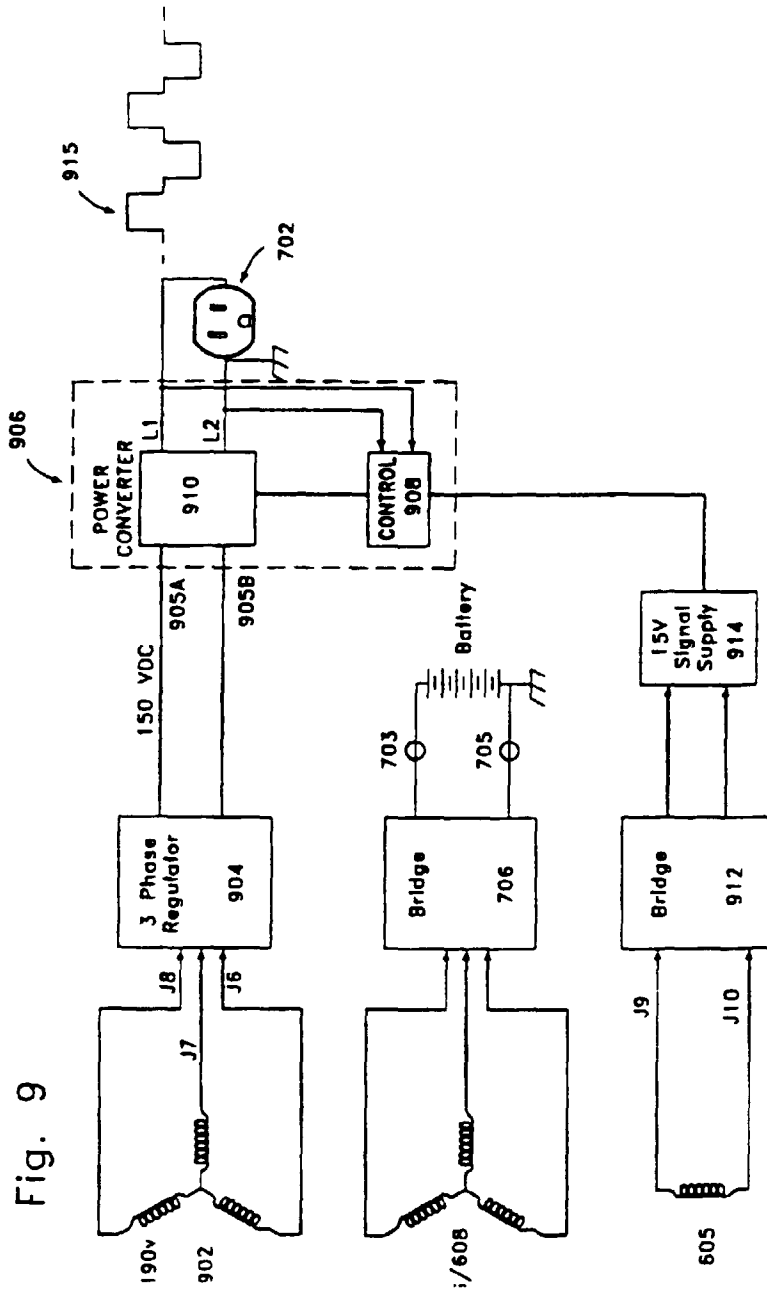 Fig. 9
190v
902
J8
J7
J6
3 Phase
Regulator
904
150 VDC
905A
905B
906
POWER
CONVERTER
910
L1
L2
CONTROL
908
702
915
i/608
Bridge
706
703
705
Battery
605
J9
J10
Bridge
912
15V
Signal
Supply
914